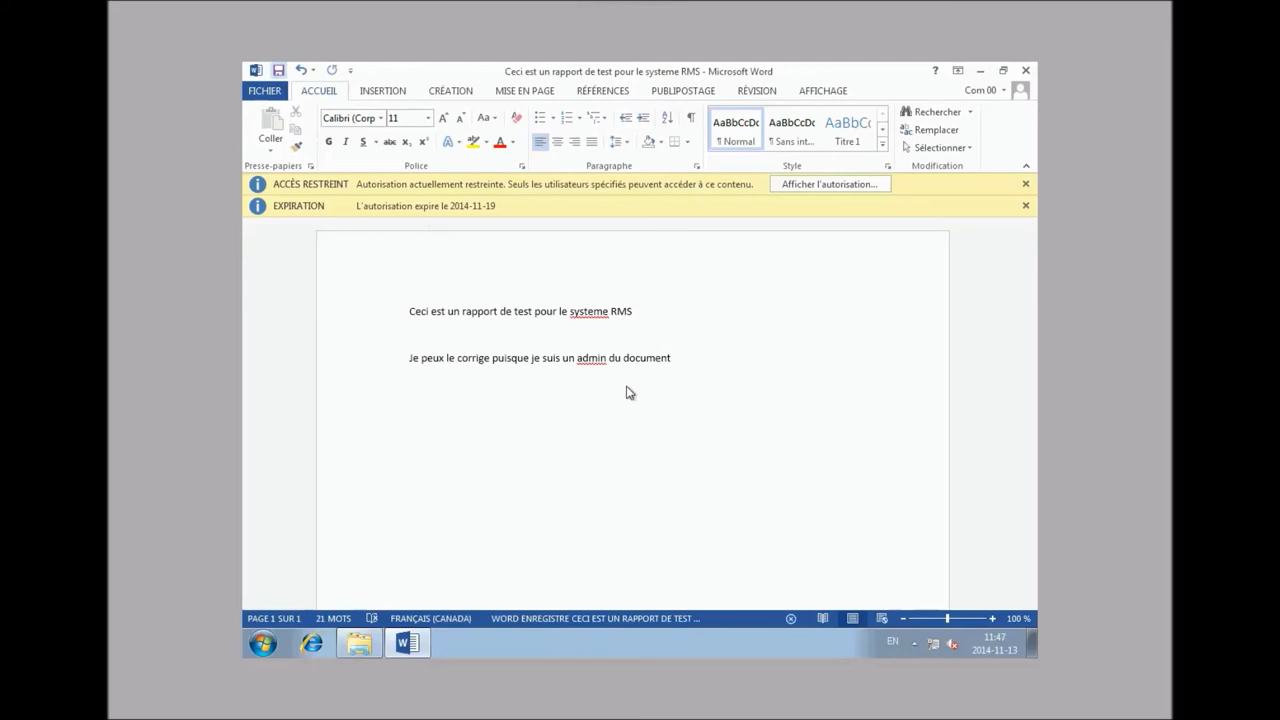 Ceci est un rapport de test pour le systeme RMS - Microsoft Word
FICHIER ACCUEIL INSERTION CRÉATION MISE EN PAGE RÉFÉRENCES PUBLIPOSTAGE RÉVISION AFFICHAGE Com 00
Coller
Calibri (Corp 11
AaBbCcDc AaBbCcDc AaBbCc
¶ Normal ¶ Sans int... Titre 1
Rechercher
Remplacer
Sélectionner
Presse-papiers Police Paragraphe Style Modification
ACCÈS RESTREINT Autorisation actuellement restreinte. Seuls les utilisateurs spécifiés peuvent accéder à ce contenu. Afficher l'autorisation...
EXPIRATION L'autorisation expire le 2014-11-19
Ceci est un rapport de test pour le systeme RMS
Je peux le corrige puisque je suis un admin du document
PAGE 1 SUR 1 21 MOTS FRANÇAIS (CANADA) WORD ENREGISTRE CECI EST UN RAPPORT DE TEST ... 100 %
EN 11:47
2014-11-13